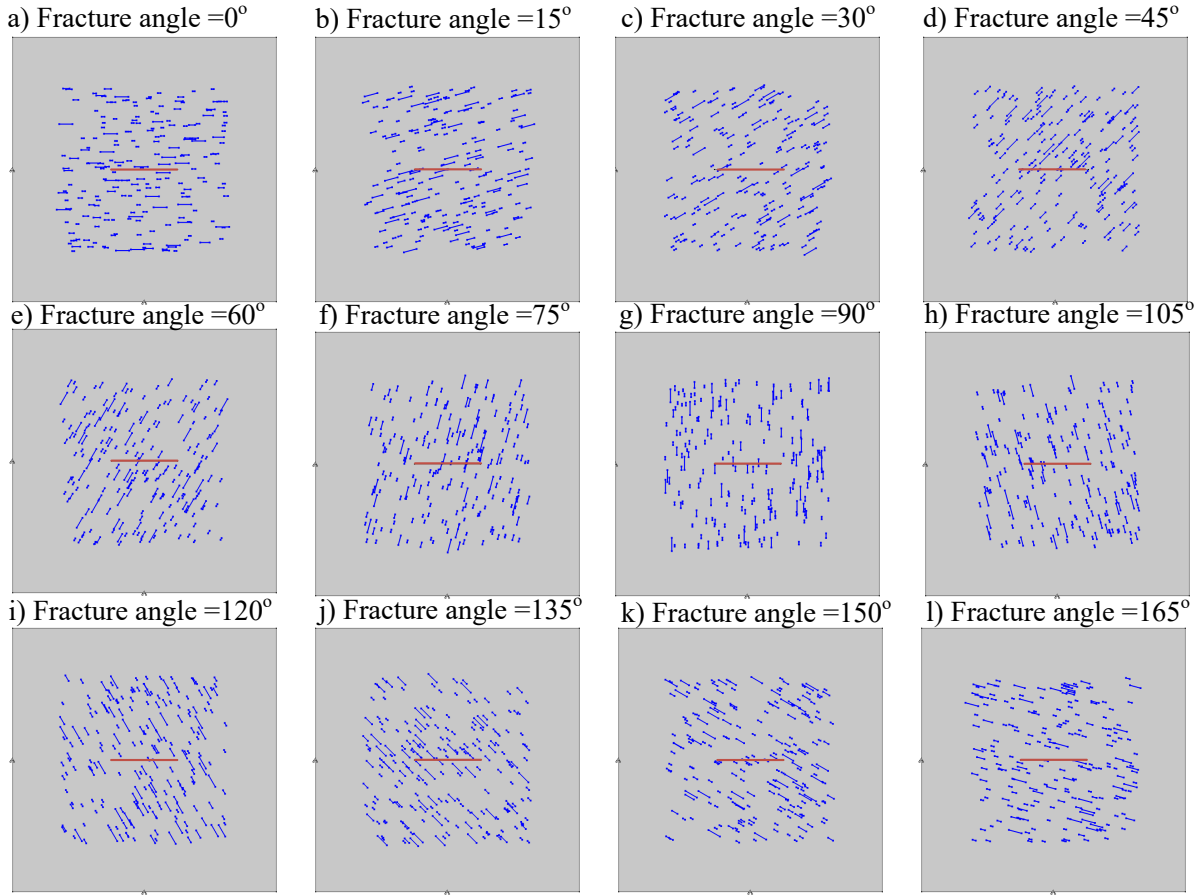 a) Fracture angle =0°
b) Fracture angle =15°
c) Fracture angle =30°
d) Fracture angle =45°
e) Fracture angle =60°
f) Fracture angle =75°
g) Fracture angle =90°
h) Fracture angle =105°
i) Fracture angle =120°
j) Fracture angle =135°
k) Fracture angle =150°
l) Fracture angle =165°